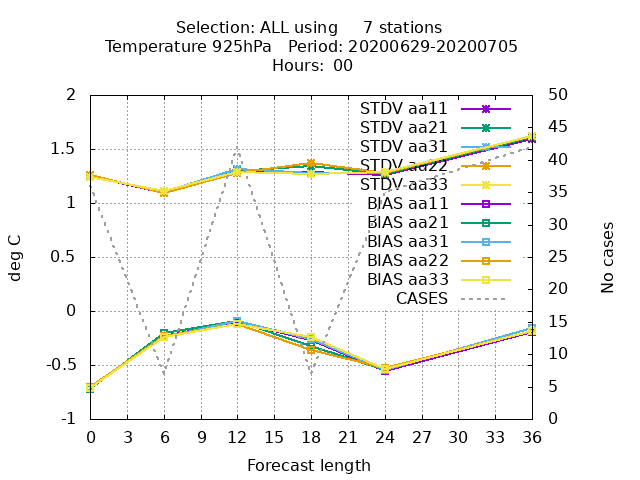 Selection: ALL using     7 stations
Temperature 925hPa   Period: 20200629-20200705
Hours:  00
deg C
2
1.5
1
0.5
0
-0.5
-1
STDV aa11
STDV aa21
STDV aa31
STDV aa22
STDV aa33
BIAS aa11
BIAS aa21
BIAS aa31
BIAS aa22
BIAS aa33
CASES
50
45
40
35
30
25
20
15
10
5
0
No cases
0 3 6 9 12 15 18 21 24 27 30 33 36
Forecast length